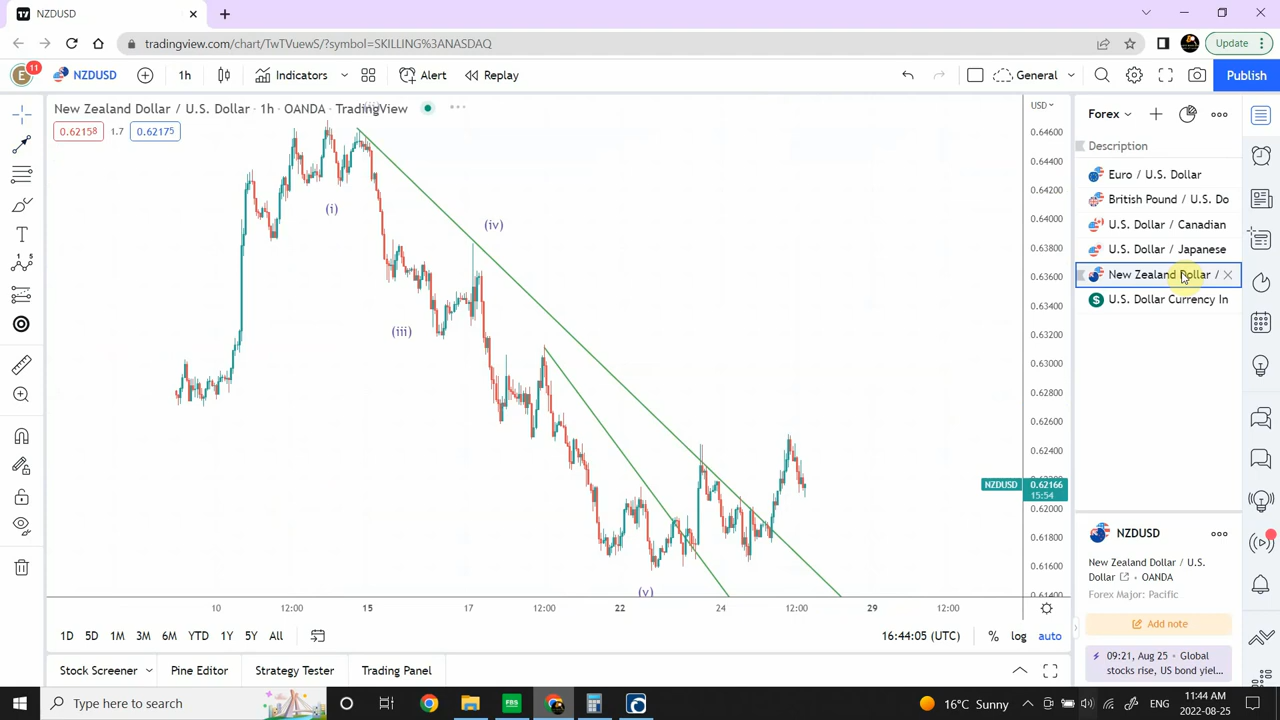 NZDUSD
tradingview.com/chart/TwTVuewS/?symbol=SKILLING%3ANASDAQ
Update
E
11
NZDUSD
1h
Indicators
Alert
Replay
General
Publish
New Zealand Dollar / U.S. Dollar · 1h · OANDA · TradingView
0.62158
1.7
0.62175
USD
0.64600
0.64400
0.64200
0.64000
0.63800
0.63600
0.63400
0.63200
0.63000
0.62800
0.62600
0.62400
NZDUSD
0.62166
15:54
0.62000
0.61800
0.61600
0.61400
(i)
(iv)
(iii)
(v)
10
12:00
15
17
12:00
22
24
12:00
29
12:00
Forex
Description
Euro / U.S. Dollar
British Pound / U.S. Do
U.S. Dollar / Canadian
U.S. Dollar / Japanese
New Zealand Dollar /
U.S. Dollar Currency In
NZDUSD
New Zealand Dollar / U.S.
Dollar · OANDA
Forex Major: Pacific
Add note
09:21, Aug 25 · Global
stocks rise, US bond yiel...
1D
5D
1M
3M
6M
YTD
1Y
5Y
All
16:44:05 (UTC)
%
log
auto
Stock Screener
Pine Editor
Strategy Tester
Trading Panel
Type here to search
FBS
16°C Sunny
ENG
11:44 AM
2022-08-25